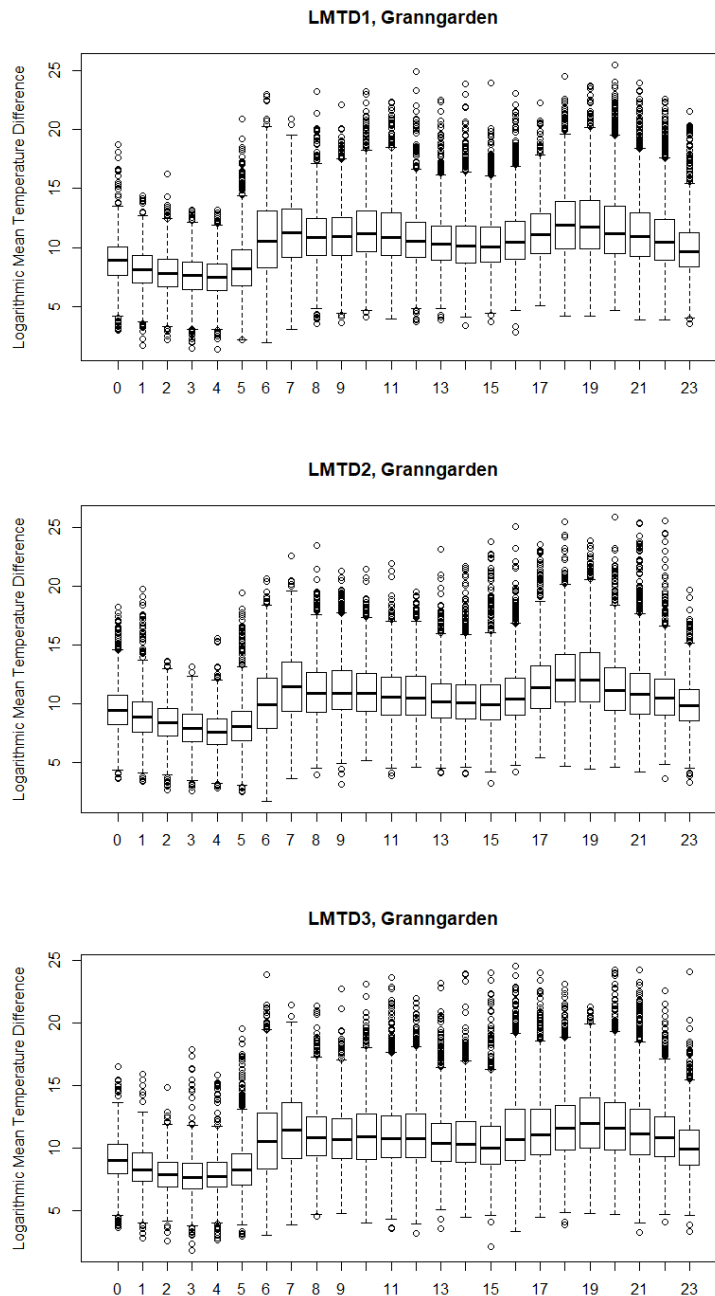 LMTD1, Granngarden
Logarithmic Mean Temperature Difference
25
20
15
10
5
0 1 2 3 4 5 6 7 8 9 11 13 15 17 19 21 23
LMTD2, Granngarden
Logarithmic Mean Temperature Difference
25
20
15
10
5
0 1 2 3 4 5 6 7 8 9 11 13 15 17 19 21 23
LMTD3, Granngarden
Logarithmic Mean Temperature Difference
25
20
15
10
5
0 1 2 3 4 5 6 7 8 9 11 13 15 17 19 21 23